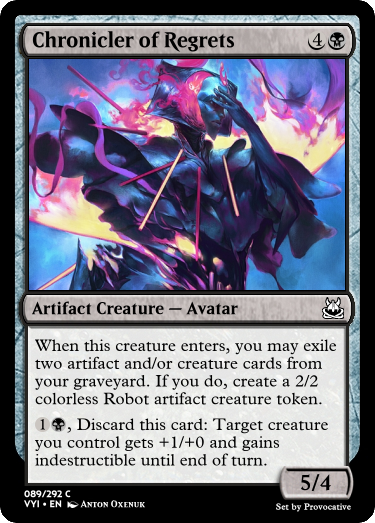 Chronicler of Regrets 4
Artifact Creature — Avatar
When this creature enters, you may exile
two artifact and/or creature cards from
your graveyard. If you do, create a 2/2
colorless Robot artifact creature token.
1, Discard this card: Target creature
you control gets +1/+0 and gains
indestructible until end of turn.
5/4
089/292 C
VYI • EN Anton Oxenuk
Set by Provocative